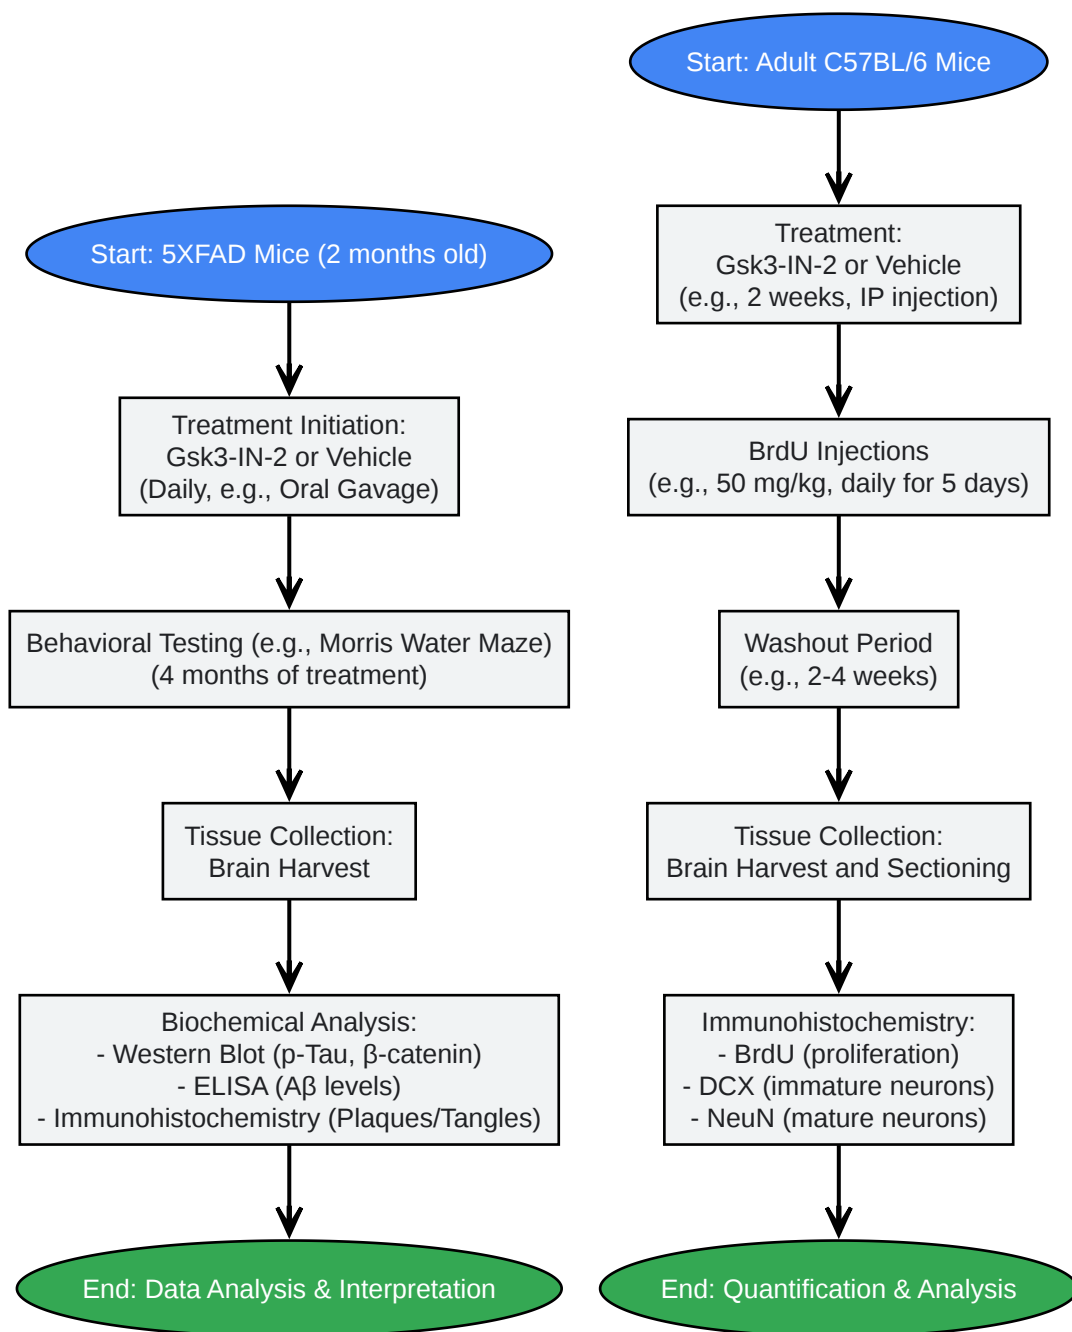 Start: 5XFAD Mice (2 months old)
Treatment Initiation:
Gsk3-IN-2 or Vehicle
(Daily, e.g., Oral Gavage)
Behavioral Testing (e.g., Morris Water Maze)
(4 months of treatment)
Tissue Collection:
Brain Harvest
Biochemical Analysis:
- Western Blot (p-Tau, β-catenin)
- ELISA (Aβ levels)
- Immunohistochemistry (Plaques/Tangles)
End: Data Analysis & Interpretation
Start: Adult C57BL/6 Mice
Treatment:
Gsk3-IN-2 or Vehicle
(e.g., 2 weeks, IP injection)
BrdU Injections
(e.g., 50 mg/kg, daily for 5 days)
Washout Period
(e.g., 2-4 weeks)
Tissue Collection:
Brain Harvest and Sectioning
Immunohistochemistry:
- BrdU (proliferation)
- DCX (immature neurons)
- NeuN (mature neurons)
End: Quantification & Analysis